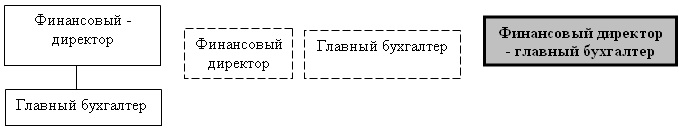 Финансовый -
директор
Главный бухгалтер
Финансовый
директор
Главный бухгалтер
Финансовый директор
- главный бухгалтер